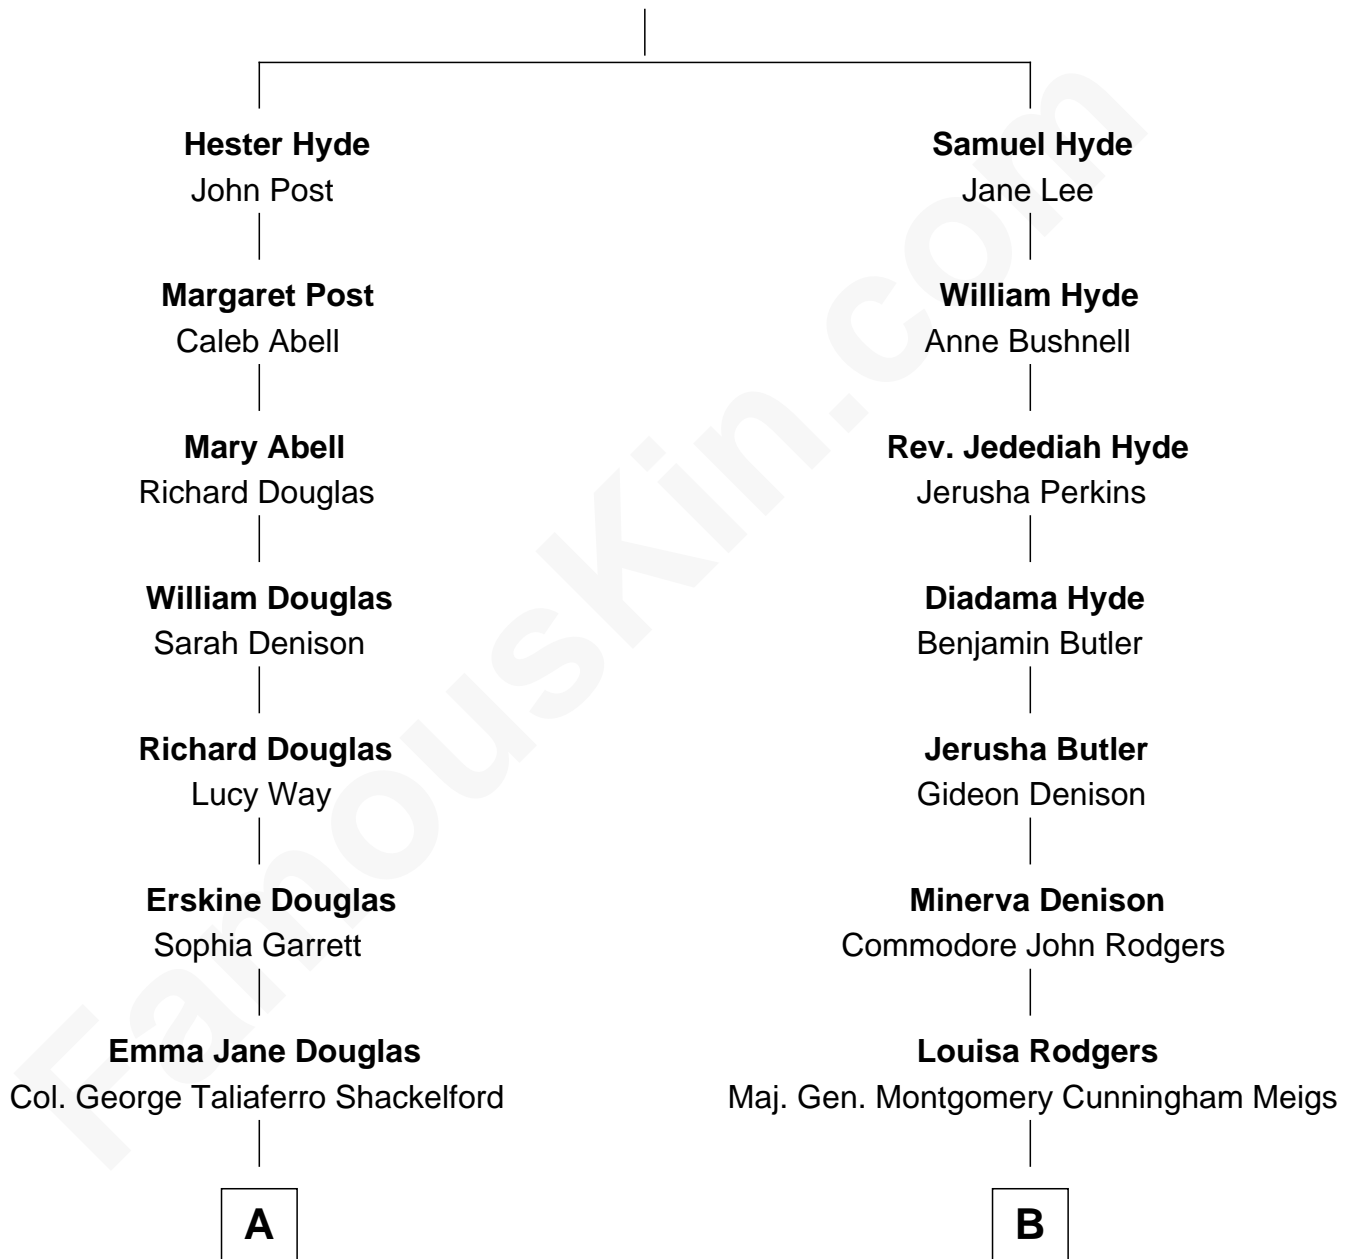 Hester Hyde
John Post
Margaret Post
Caleb Abell
Mary Abell
Richard Douglas
William Douglas
Sarah Denison
Richard Douglas
Lucy Way
Erskine Douglas
Sophia Garrett
Emma Jane Douglas
Col. George Taliaferro Shackelford
A
Samuel Hyde
Jane Lee
William Hyde
Anne Bushnell
Rev. Jedediah Hyde
Jerusha Perkins
Diadama Hyde
Benjamin Butler
Jerusha Butler
Gideon Denison
Minerva Denison
Commodore John Rodgers
Louisa Rodgers
Maj. Gen. Montgomery Cunningham Meigs
B
FamousKin.com